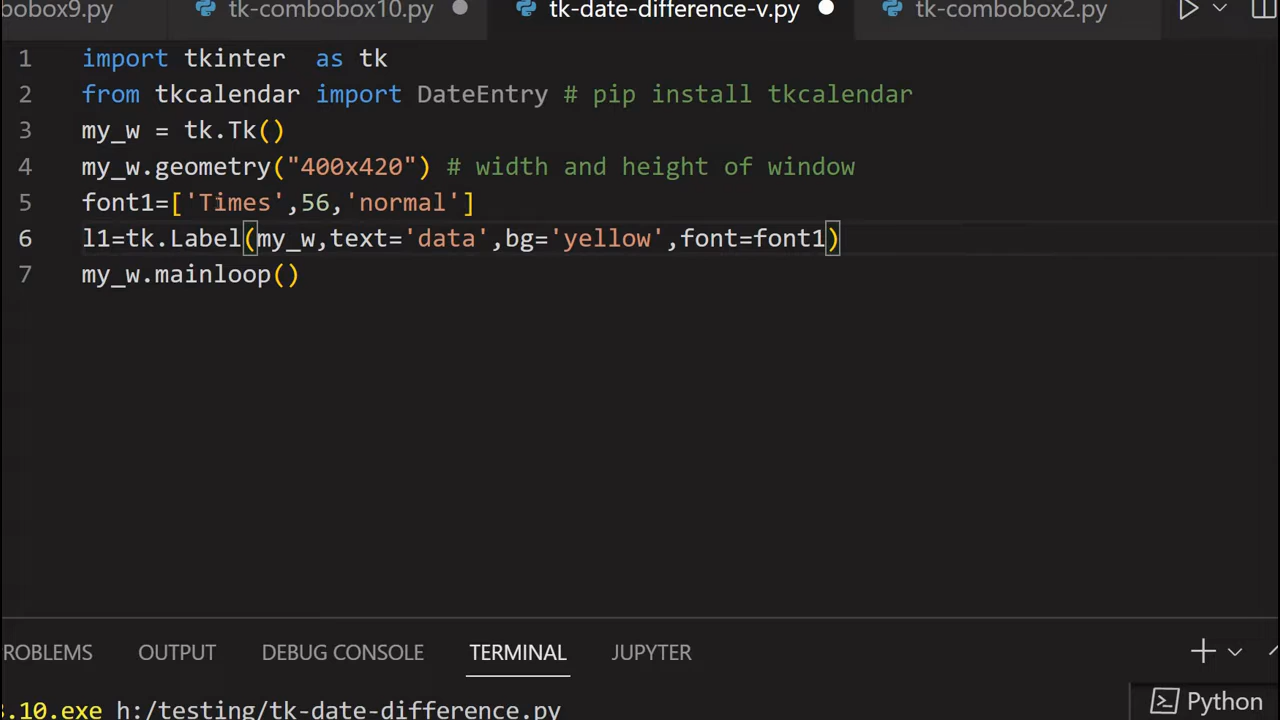 obox9.py tk-combobox10.py tk-date-difference-v.py tk-combobox2.py
1 import tkinter  as tk
2 from tkcalendar import DateEntry # pip install tkcalendar
3 my_w = tk.Tk()
4 my_w.geometry("400x420") # width and height of window
5 font1=['Times',56,'normal']
6 l1=tk.Label(my_w,text='data',bg='yellow',font=font1)
7 my_w.mainloop()
ROBLEMS OUTPUT DEBUG CONSOLE TERMINAL JUPYTER
3.10.exe h:/testing/tk-date-difference.py
Python